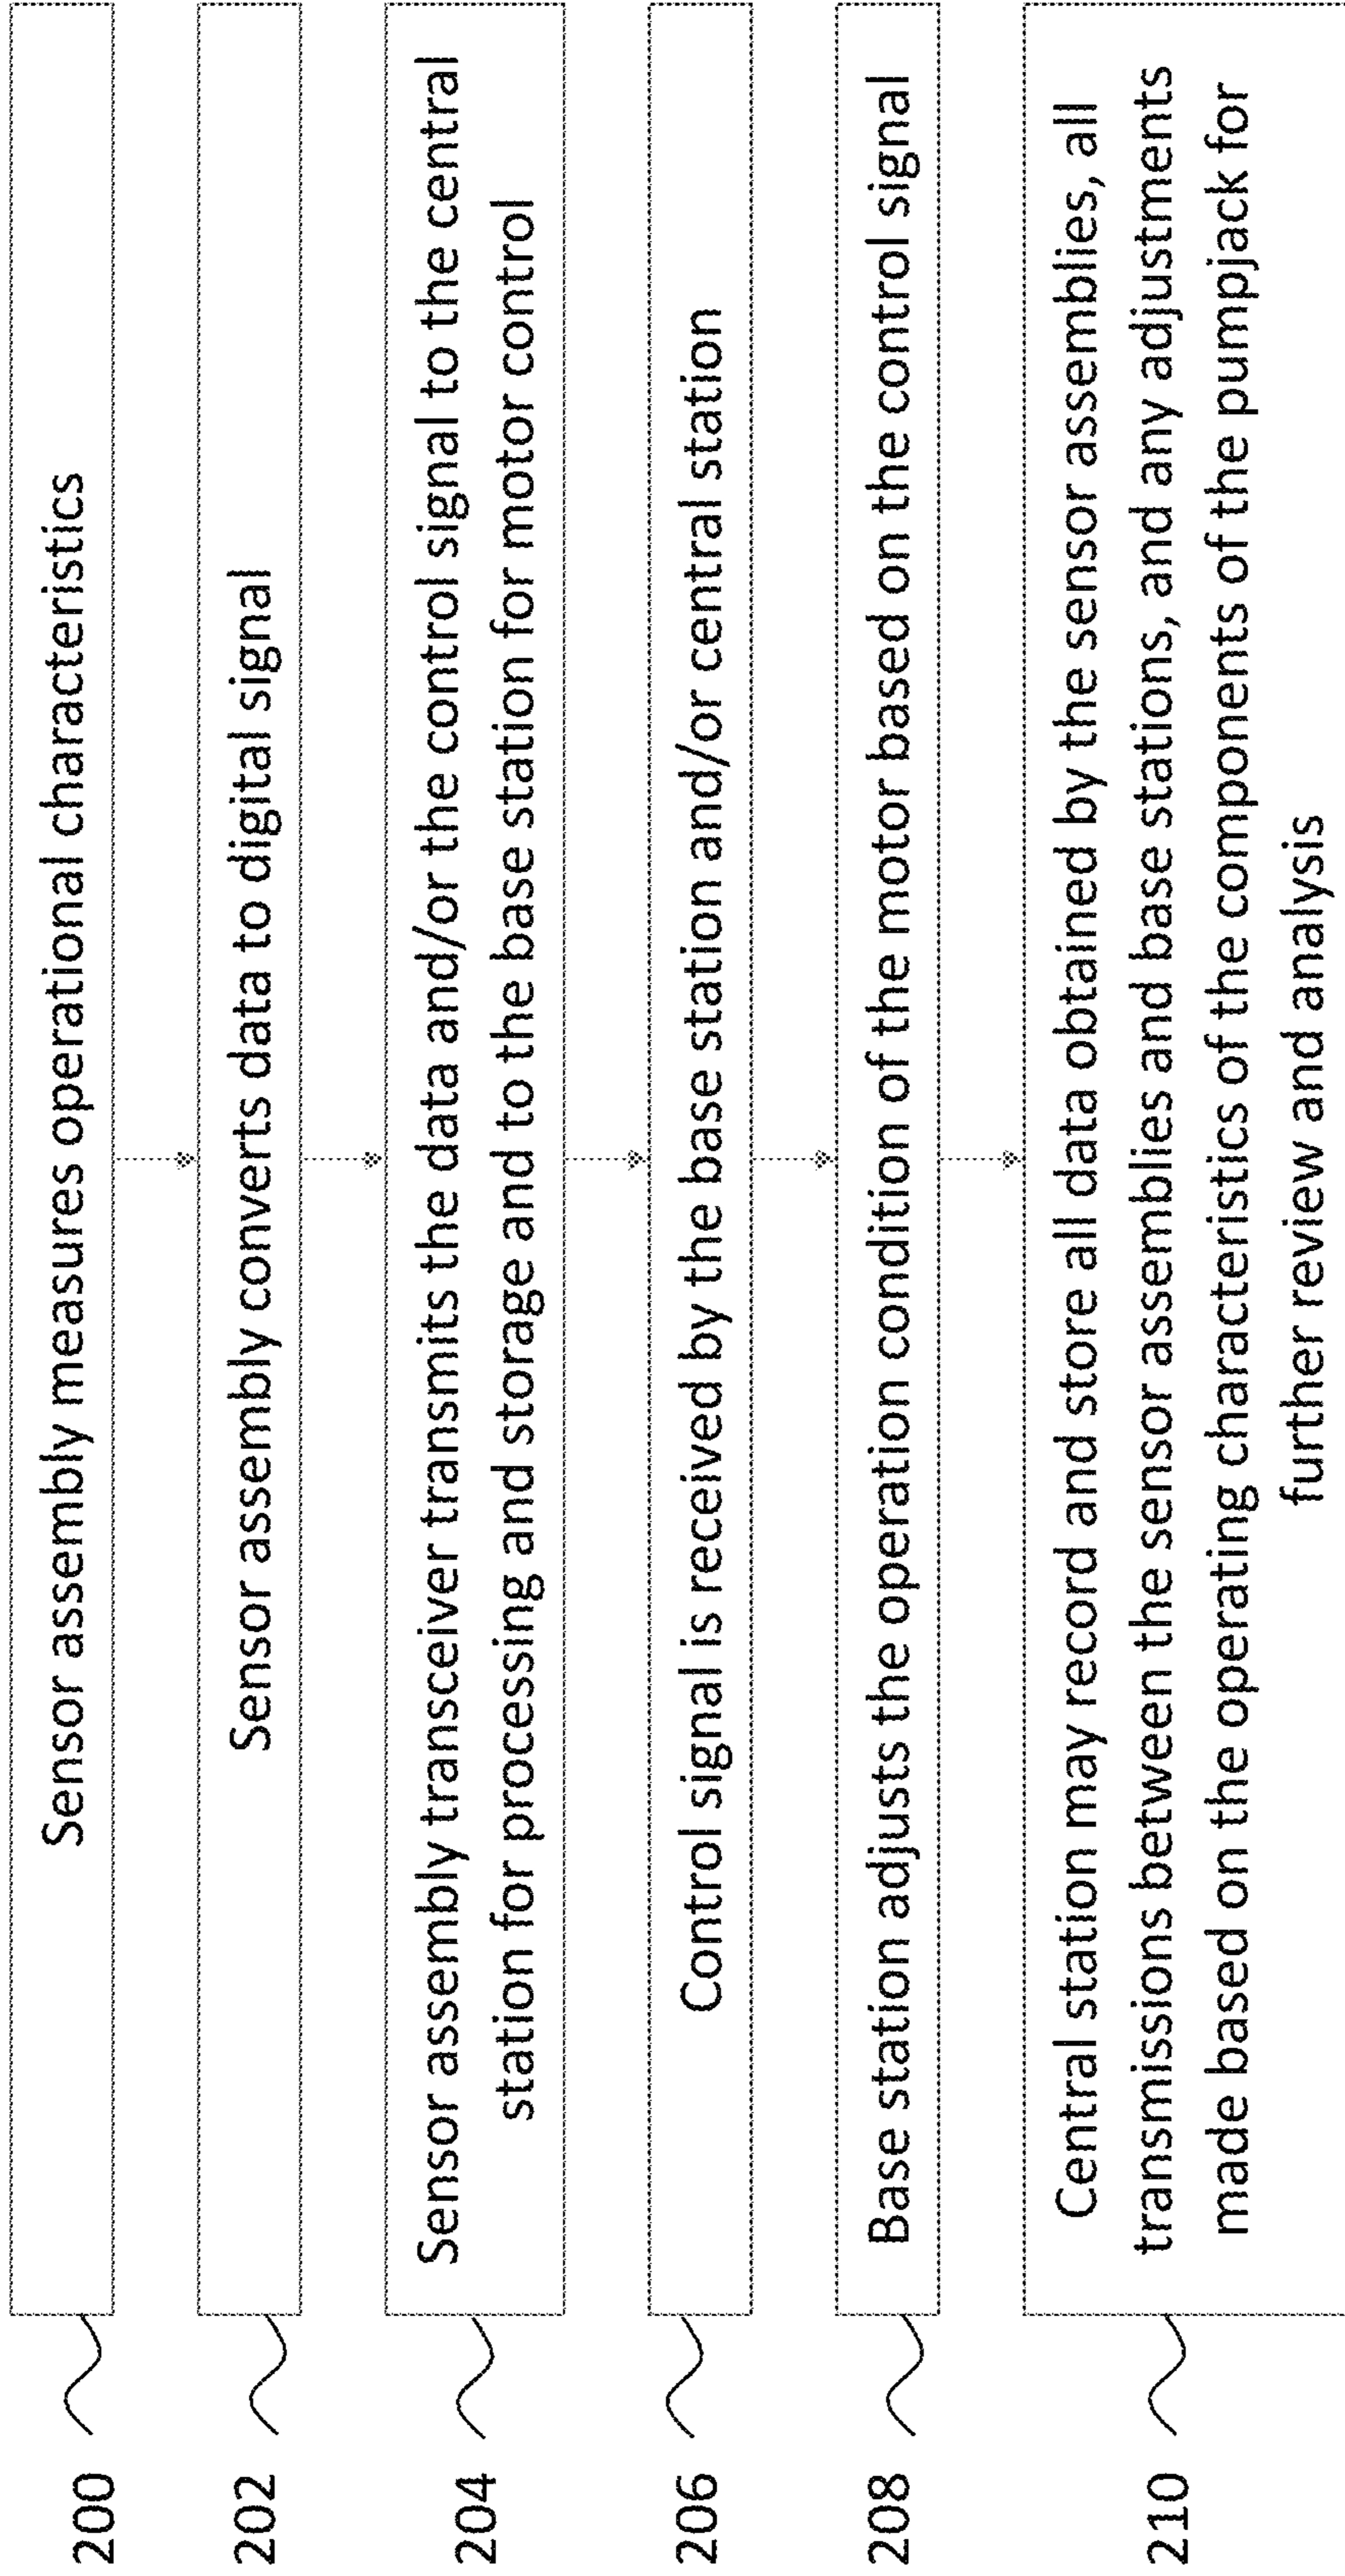 200
Sensor assembly measures operational characteristics
202
Sensor assembly converts data to digital signal
204
Sensor assembly transceiver transmits the data and/or the control signal to the central
station for processing and storage and to the base station for motor control
206
Control signal is received by the base station and/or central station
208
Base station adjusts the operation condition of the motor based on the control signal
210
Central station may record and store all data obtained by the sensor assemblies, all
transmissions between the sensor assemblies and base stations, and any adjustments
made based on the operating characteristics of the components of the pumpjack for
further review and analysis